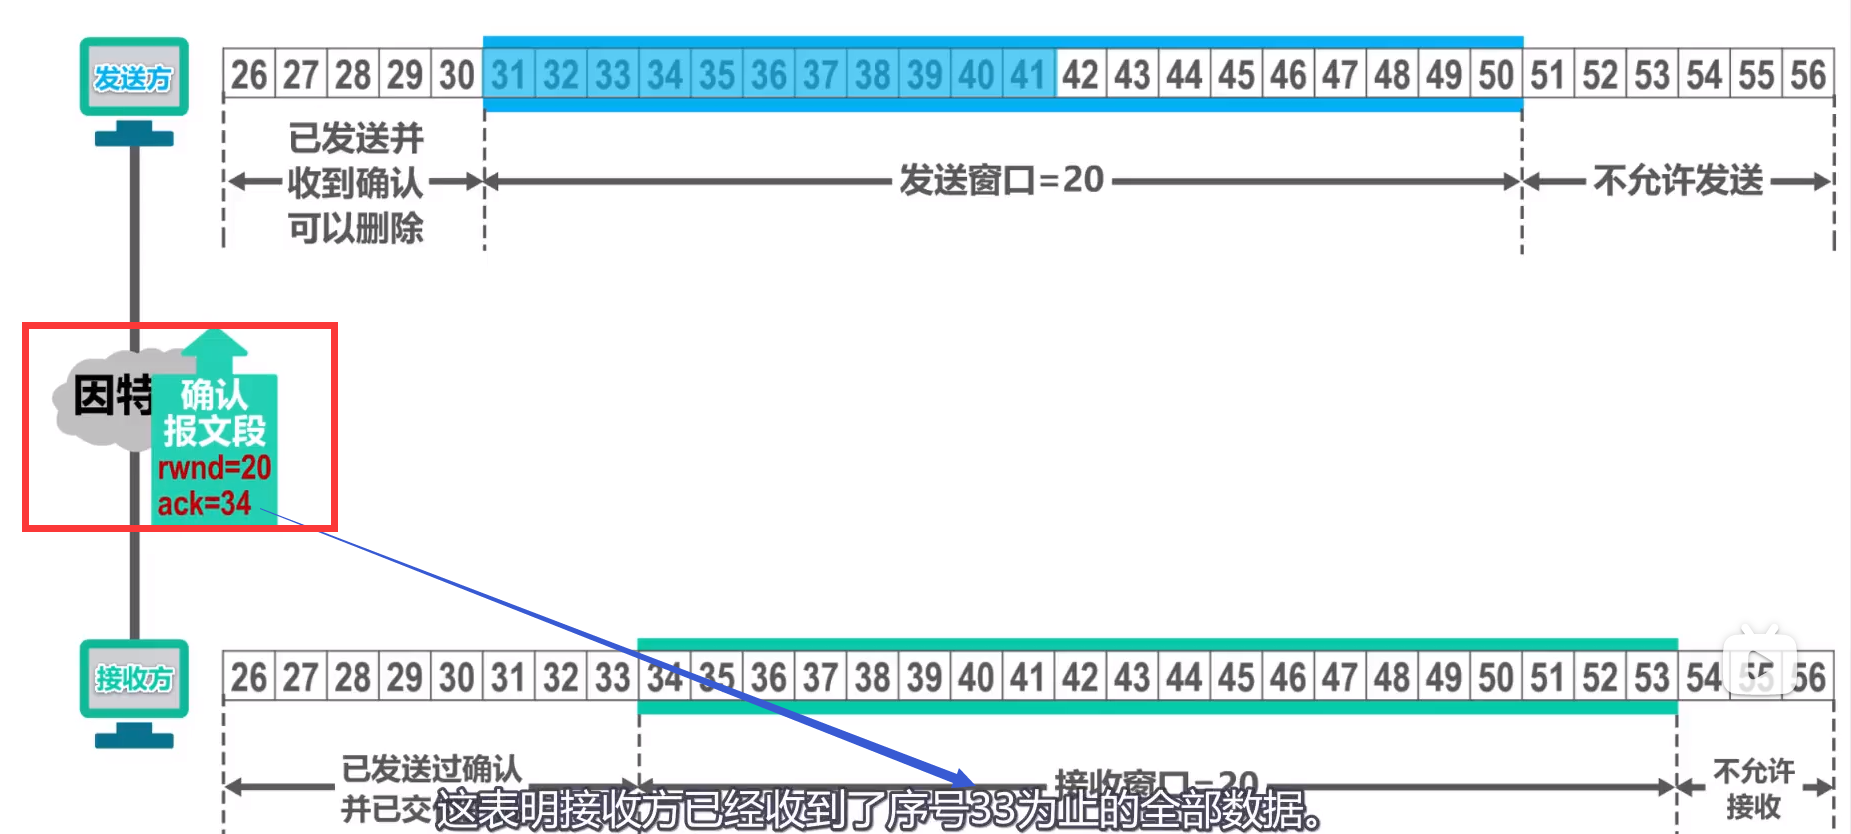 发送方
26 27 28 29 30 31 32 33 34 35 36 37 38 39 40 41 42 43 44 45 46 47 48 49 50 51 52 53 54 55 56
已发送并
收到确认
可以删除
发送窗口=20
不允许发送
因特
确认
报文段
rwnd=20
ack=34
接收方
26 27 28 29 30 31 32 33 34 35 36 37 38 39 40 41 42 43 44 45 46 47 48 49 50 51 52 53 54 55 56
已发送过确认
并已交
接收窗口=20
不允许
接收
这表明接收方已经收到了序号33为止的全部数据。